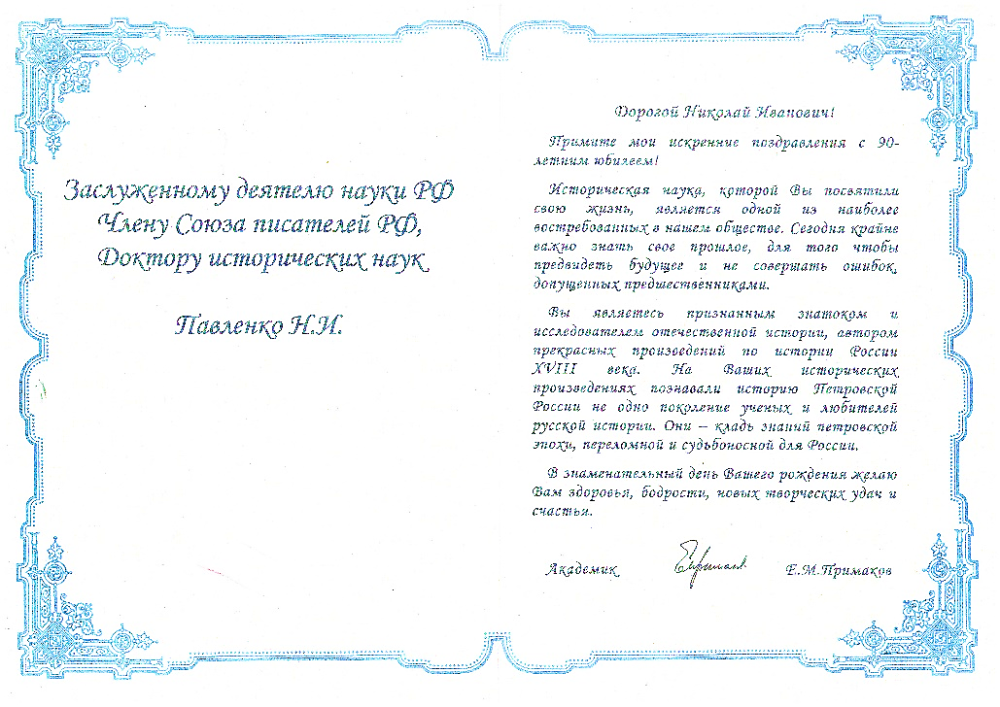 Заслуженному деятелю науки РФ
Члену Союза писателей РФ,
Доктору исторических наук
Павленко Н.И.
Дорогой Николай Иванович!
Примите мои искренние поздравления с 90-
летним юбилеем!
Историческая наука, которой Вы посвятили
свою жизнь, является одной из наиболее
востребованных в нашем обществе. Сегодня крайне
важно знать свое прошлое, для того чтобы
предвидеть будущее и не совершать ошибок,
допущенных предшественниками.
Вы являетесь признанным знатоком и
исследователем отечественной истории, автором
прекрасных произведений по истории России
XVIII века. На Ваших исторических
произведениях познавали историю Петровской
России не одно поколение ученых и любителей
русской истории. Они – кладь знаний петровской
эпохи, переломной и судьбоносной для России.
В знаменательный день Вашего рождения желаю
Вам здоровья, бодрости, новых творческих удач и
счастья.
Академик Е.М.Примаков